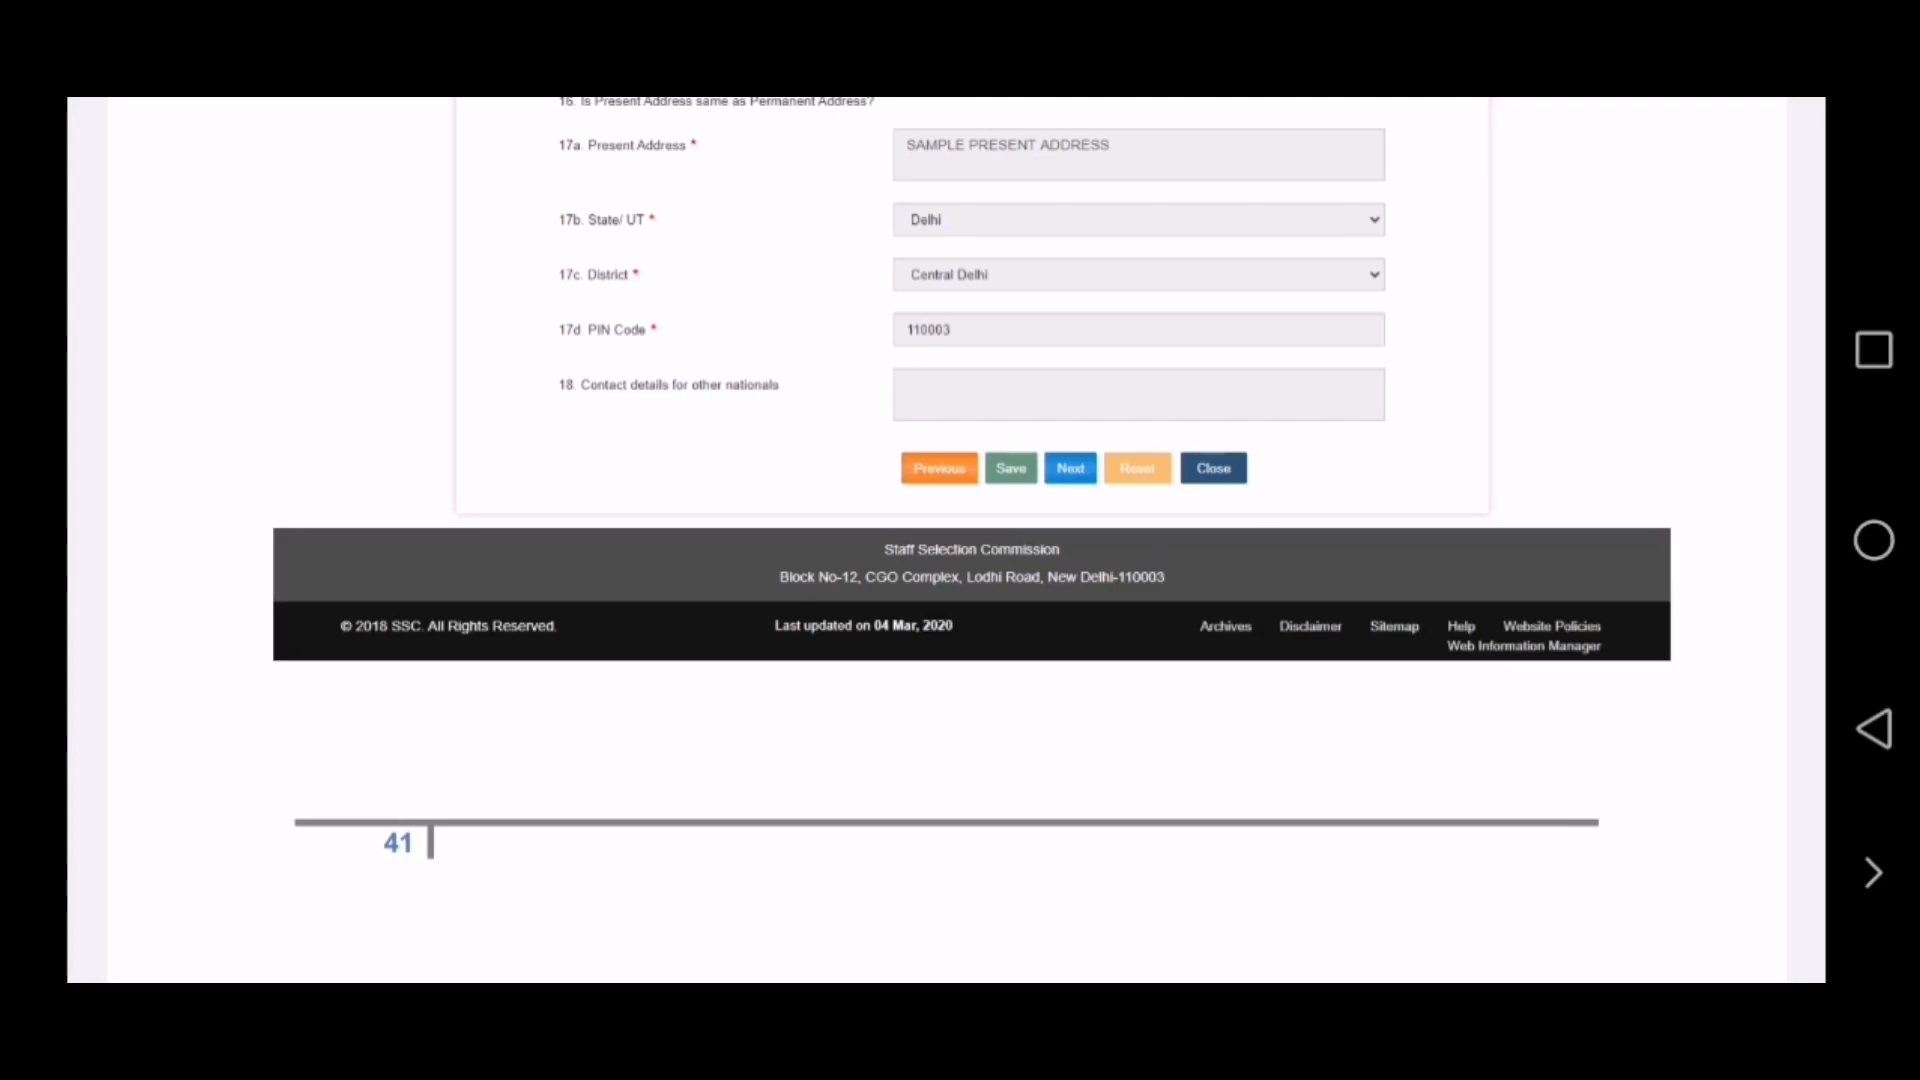 16. Is Present Address same as Permanent Address?
17a. Present Address *
SAMPLE PRESENT ADDRESS
17b. State/ UT *
Delhi
17c. District *
Central Delhi
17d. PIN Code *
110003
18. Contact details for other nationals
Previous Save Next Reset Close
Staff Selection Commission
Block No-12, CGO Complex, Lodhi Road, New Delhi-110003
© 2018 SSC. All Rights Reserved.
Last updated on 04 Mar, 2020
Archives Disclaimer Sitemap Help Website Policies
Web Information Manager
41